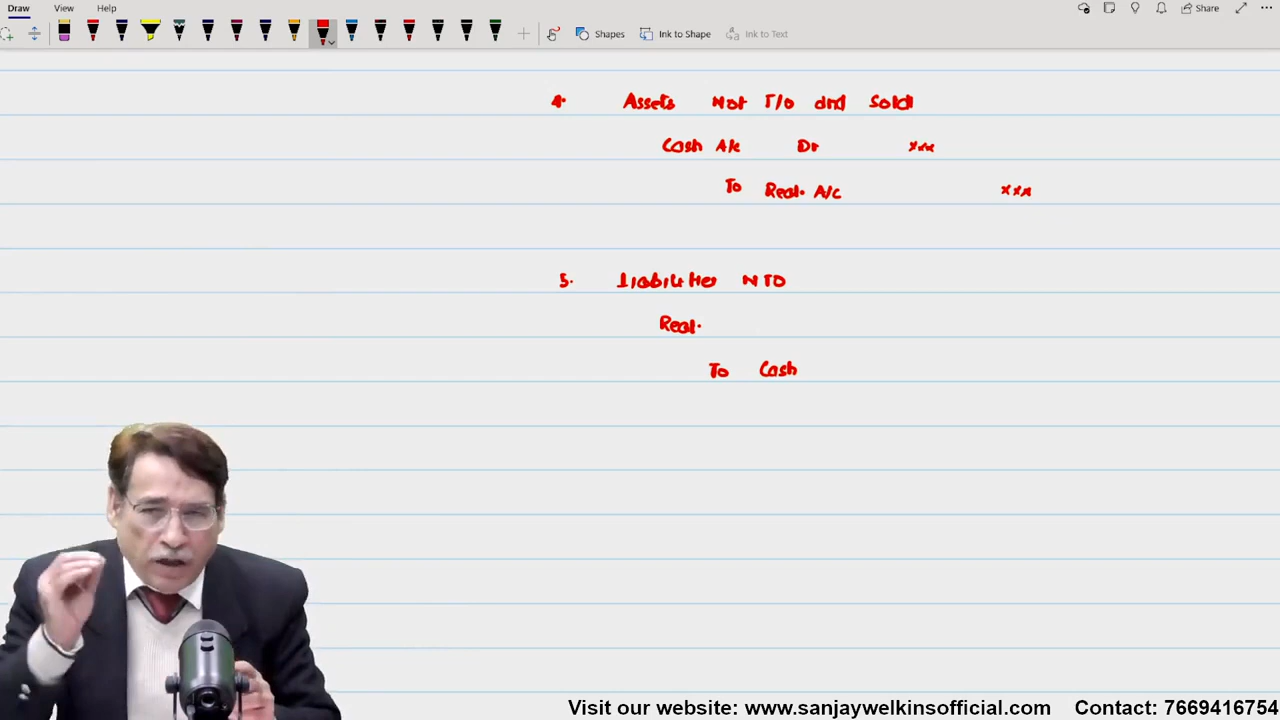 Draw View Help Share
Shapes Ink to Shape Ink to Text
4. Assets Not T/o and Sold
Cash A/c Dr xxx
To Real. A/c xxx
5. Liabilities NTO
Real.
To Cash
Visit our website: www.sanjaywelkinsofficial.com Contact: 7669416754